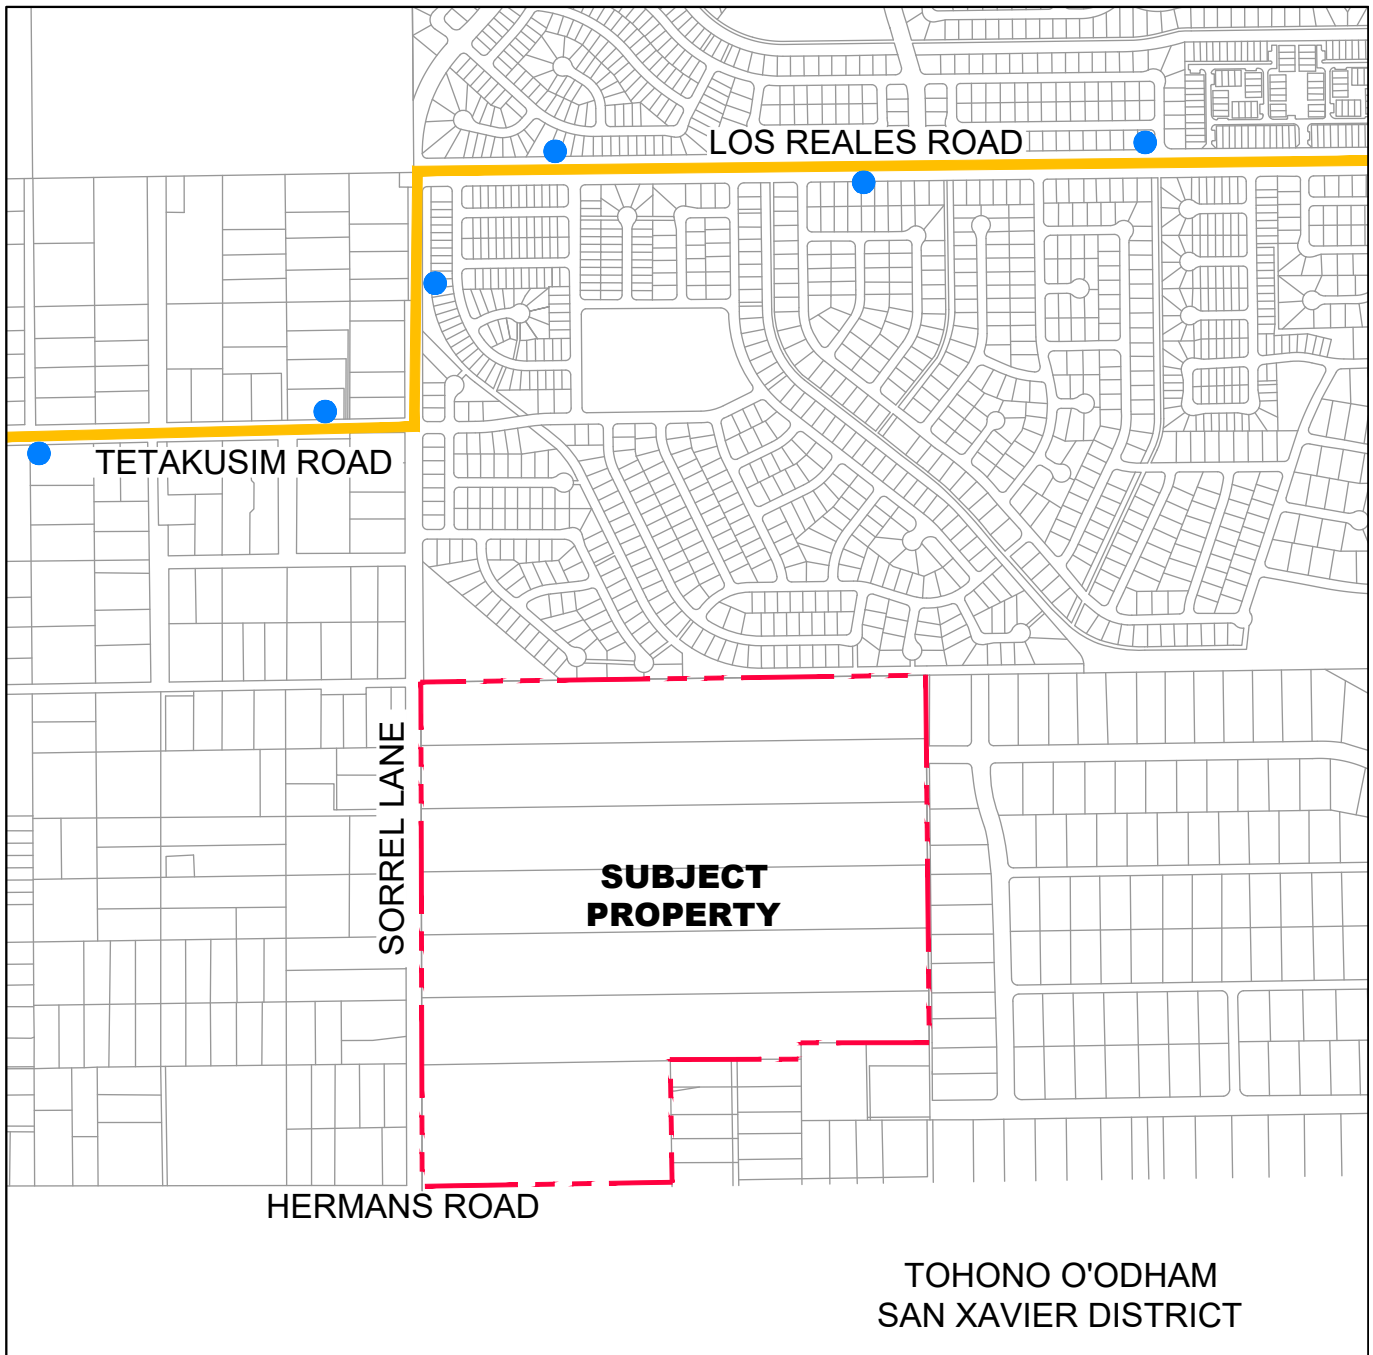 LOS REALES ROAD
TETAKUSIM ROAD
SORREL LANE
SUBJECT
PROPERTY
HERMANS ROAD
TOHONO O'ODHAM
SAN XAVIER DISTRICT